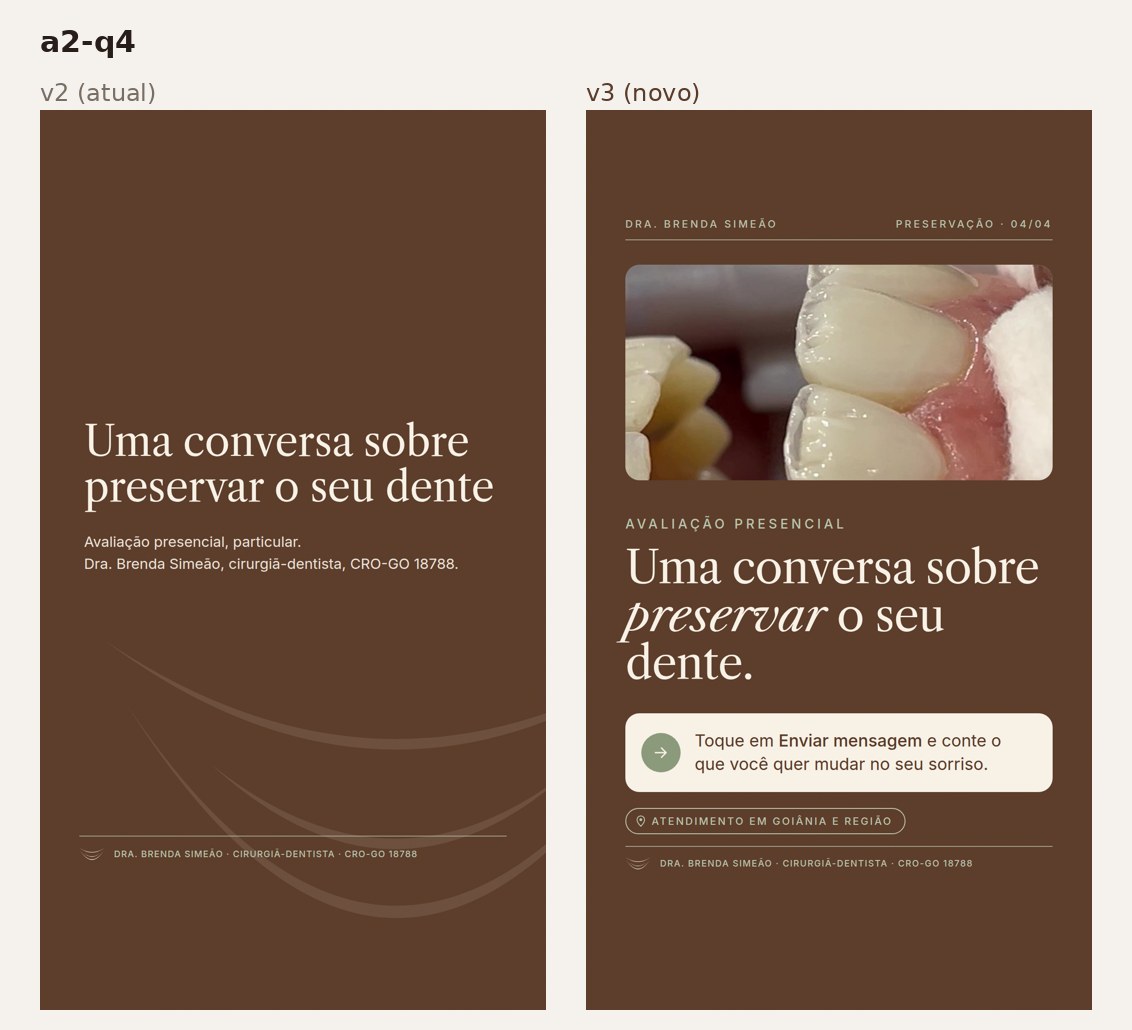 a2-q4
v2 (atual)
Uma conversa sobre
preservar o seu dente
Avaliação presencial, particular.
Dra. Brenda Simeão, cirurgiã-dentista, CRO-GO 18788.
DRA. BRENDA SIMEÃO · CIRURGIÃ-DENTISTA · CRO-GO 18788
v3 (novo)
DRA. BRENDA SIMEÃO
PRESERVAÇÃO · 04/04
AVALIAÇÃO PRESENCIAL
Uma conversa sobre
preservar o seu
dente.
Toque em Enviar mensagem e conte o
que você quer mudar no seu sorriso.
ATENDIMENTO EM GOIÂNIA E REGIÃO
DRA. BRENDA SIMEÃO · CIRURGIÃ-DENTISTA · CRO-GO 18788